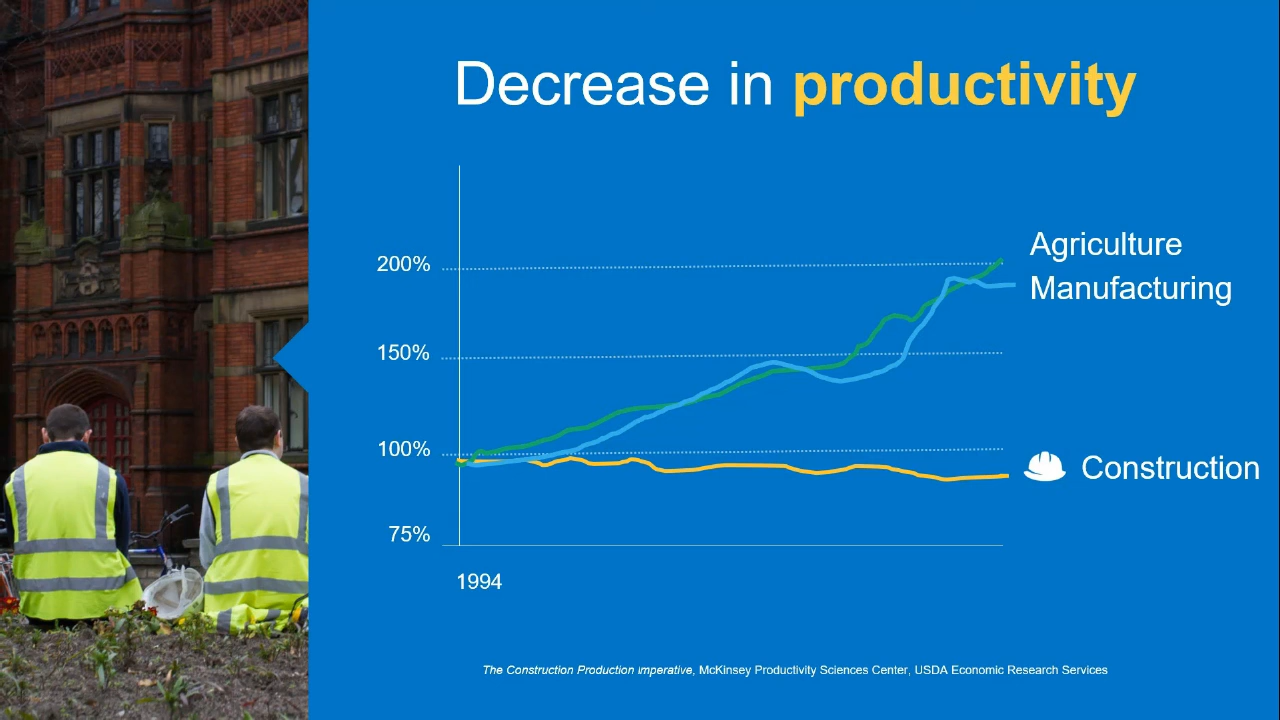 Decrease in productivity
Agriculture
200%
Manufacturing
150%
100%
Construction
75%
1994
The Construction Production imperative, McKinsey Productivity Sciences Center, USDA Economic Research Services